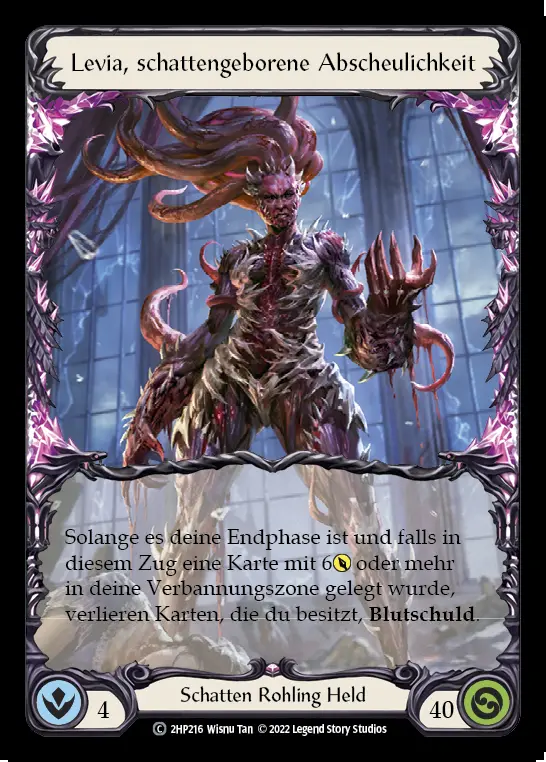 Levia, schattengeborene Abscheulichkeit
Solange es deine Endphase ist und falls in
diesem Zug eine Karte mit 6 oder mehr
in deine Verbannungszone gelegt wurde,
verlieren Karten, die du besitzt, Blutschuld.
4
Schatten Rohling Held
40
C 2HP216 Wisnu Tan © 2022 Legend Story Studios